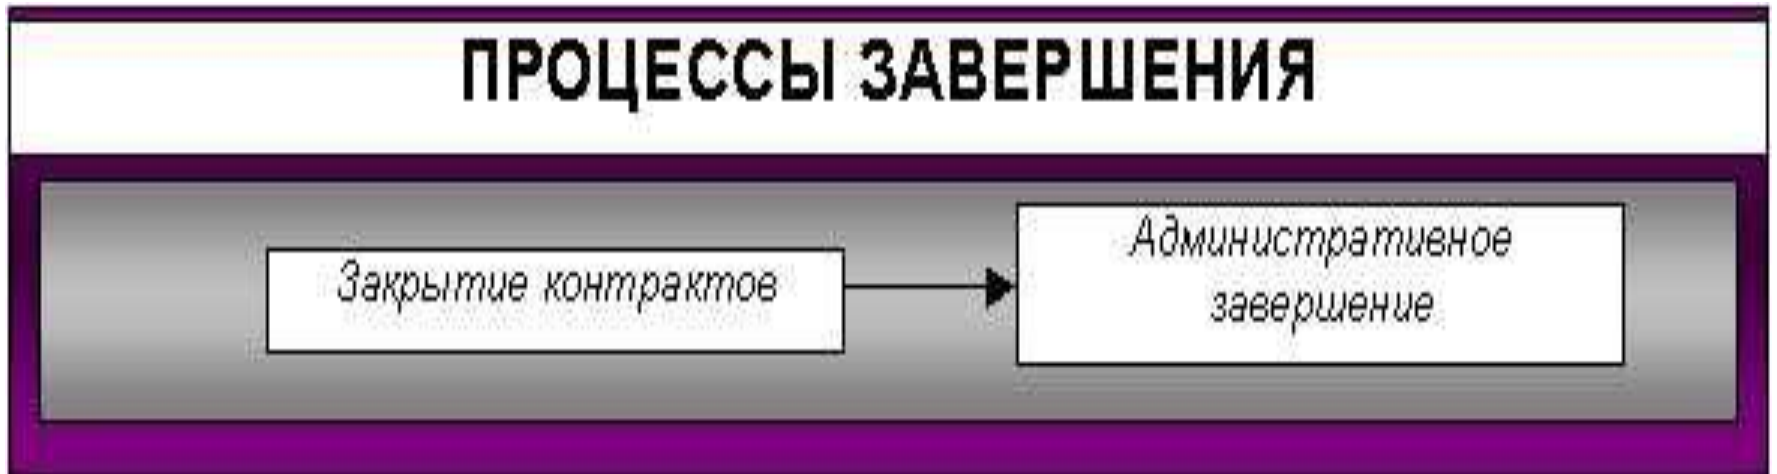 ПРОЦЕССЫ ЗАВЕРШЕНИЯ
Закрытие контрактов
Административное
завершение